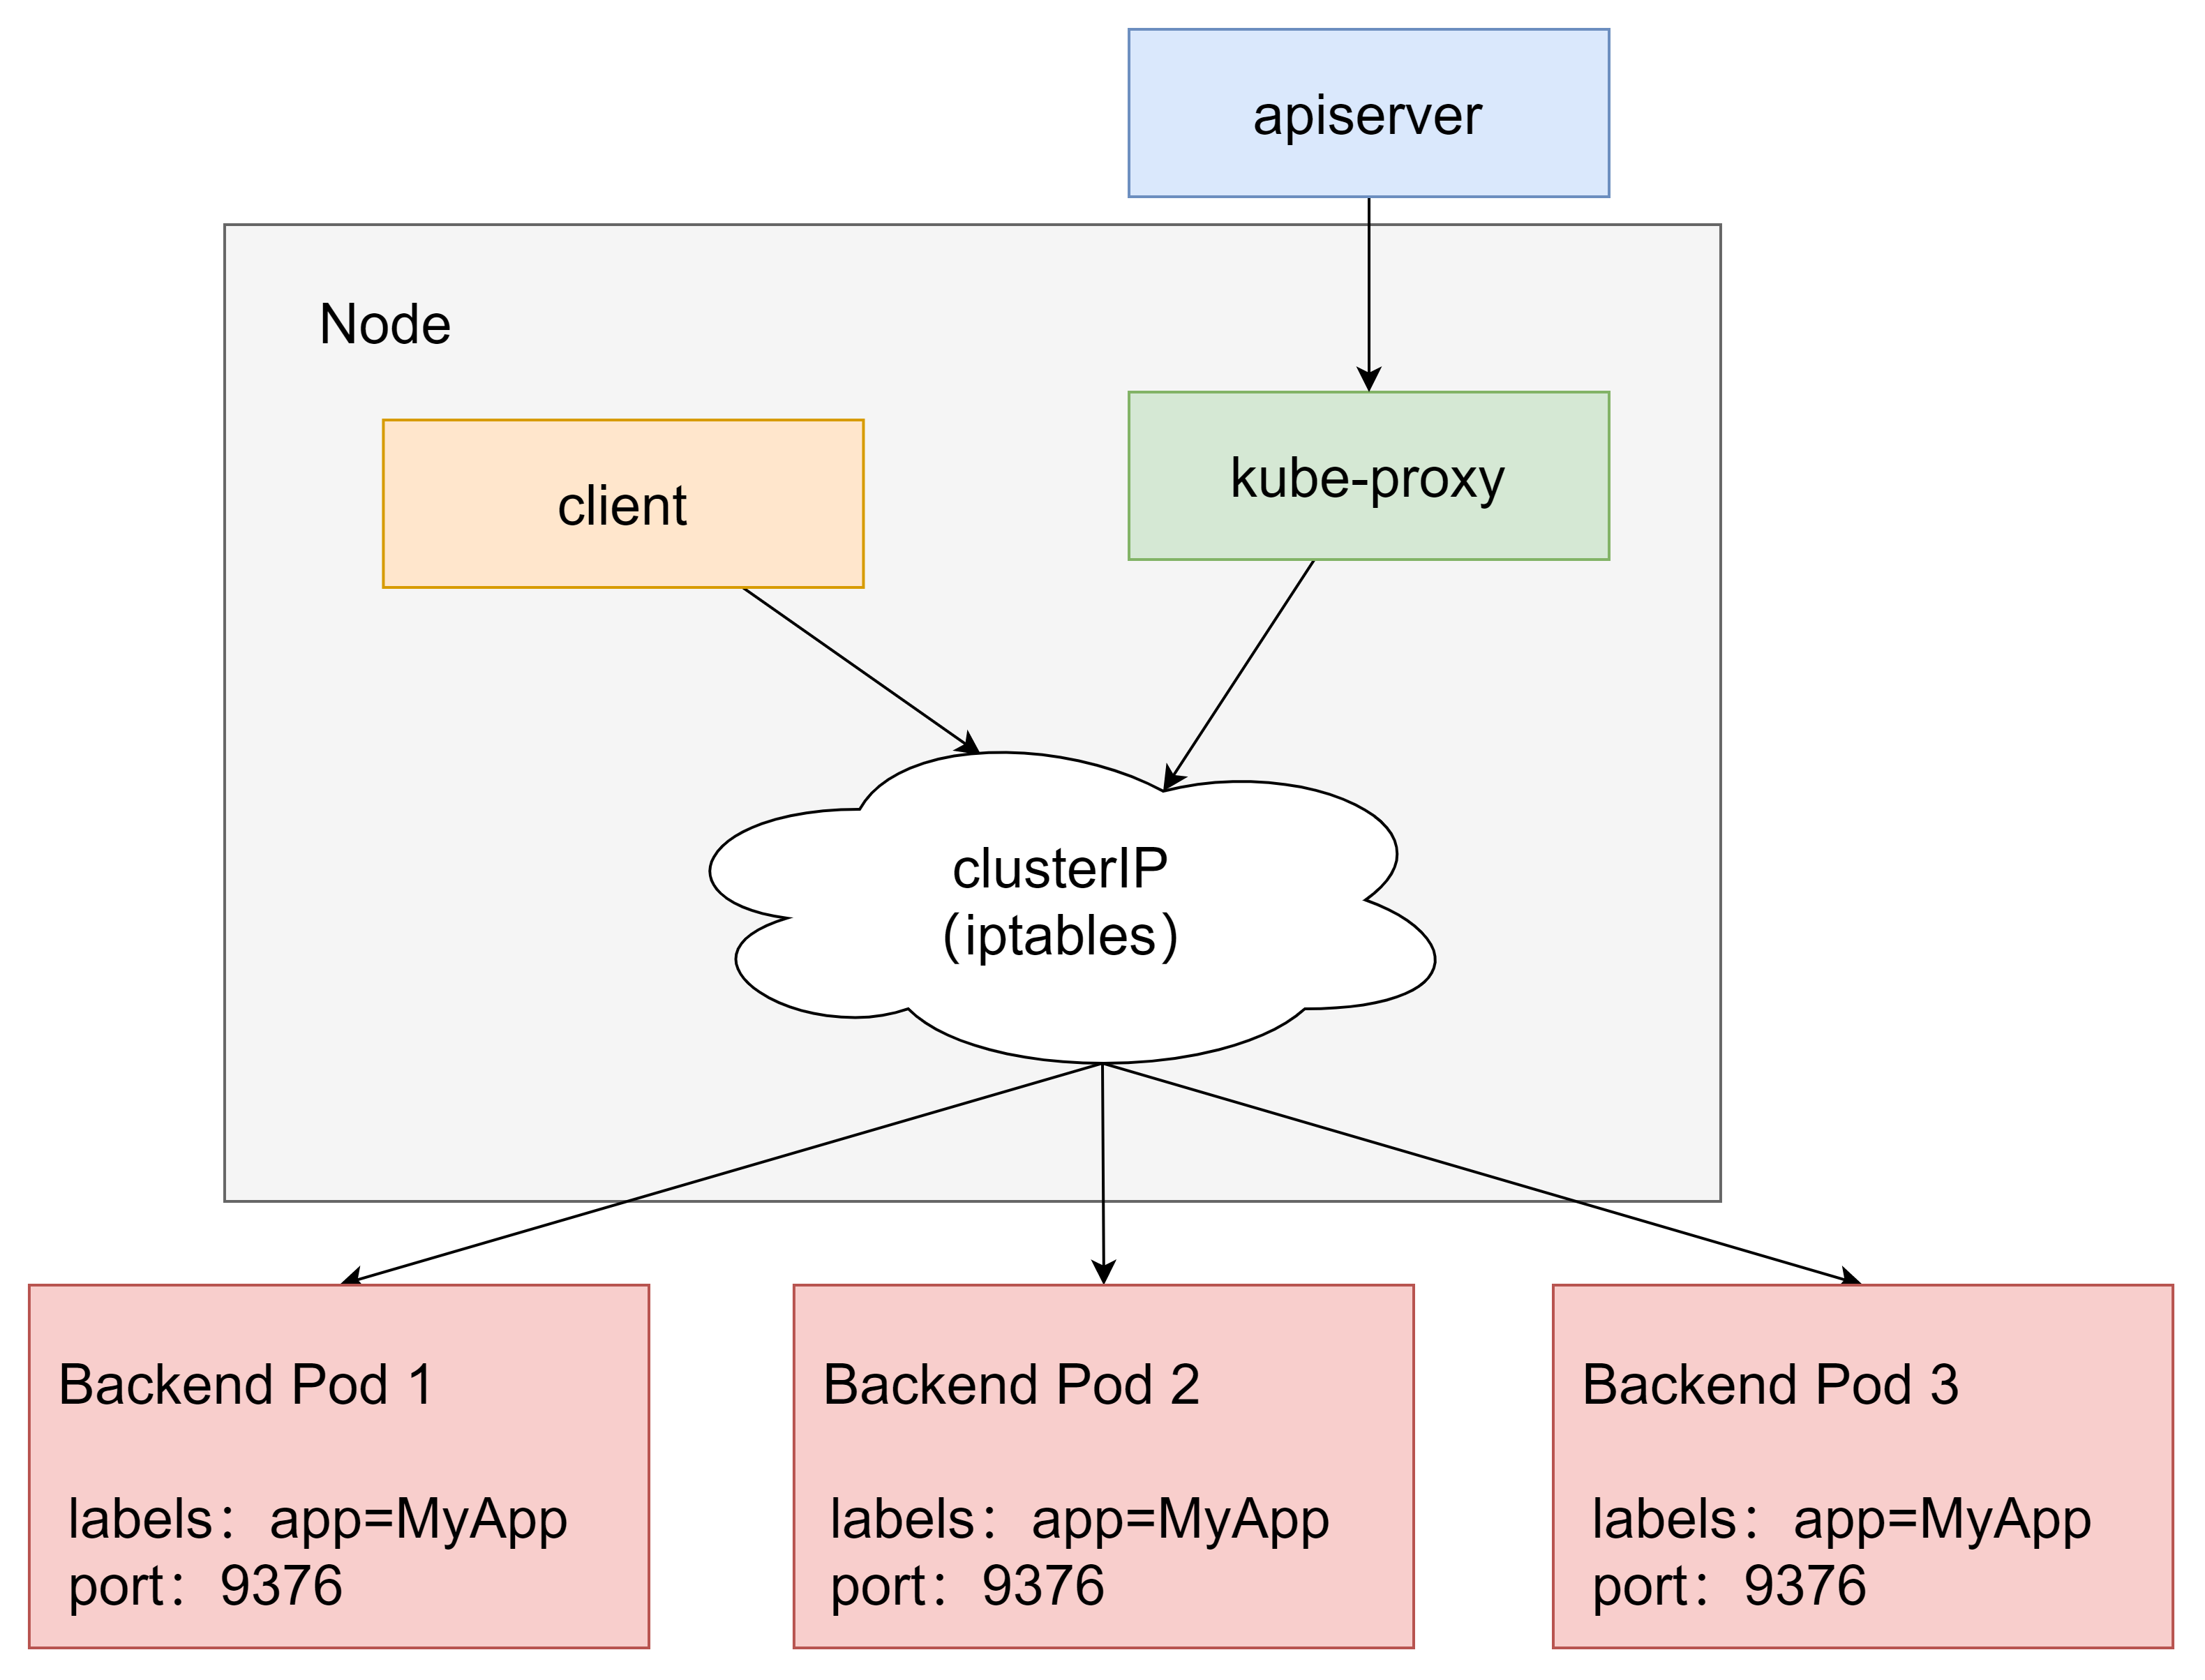 apiserver
Node
kube-proxy
client
clusterIP
(iptables)
Backend Pod 1
labels: app=MyApp
port: 9376
Backend Pod 2
labels: app=MyApp
port: 9376
Backend Pod 3
labels: app=MyApp
port: 9376